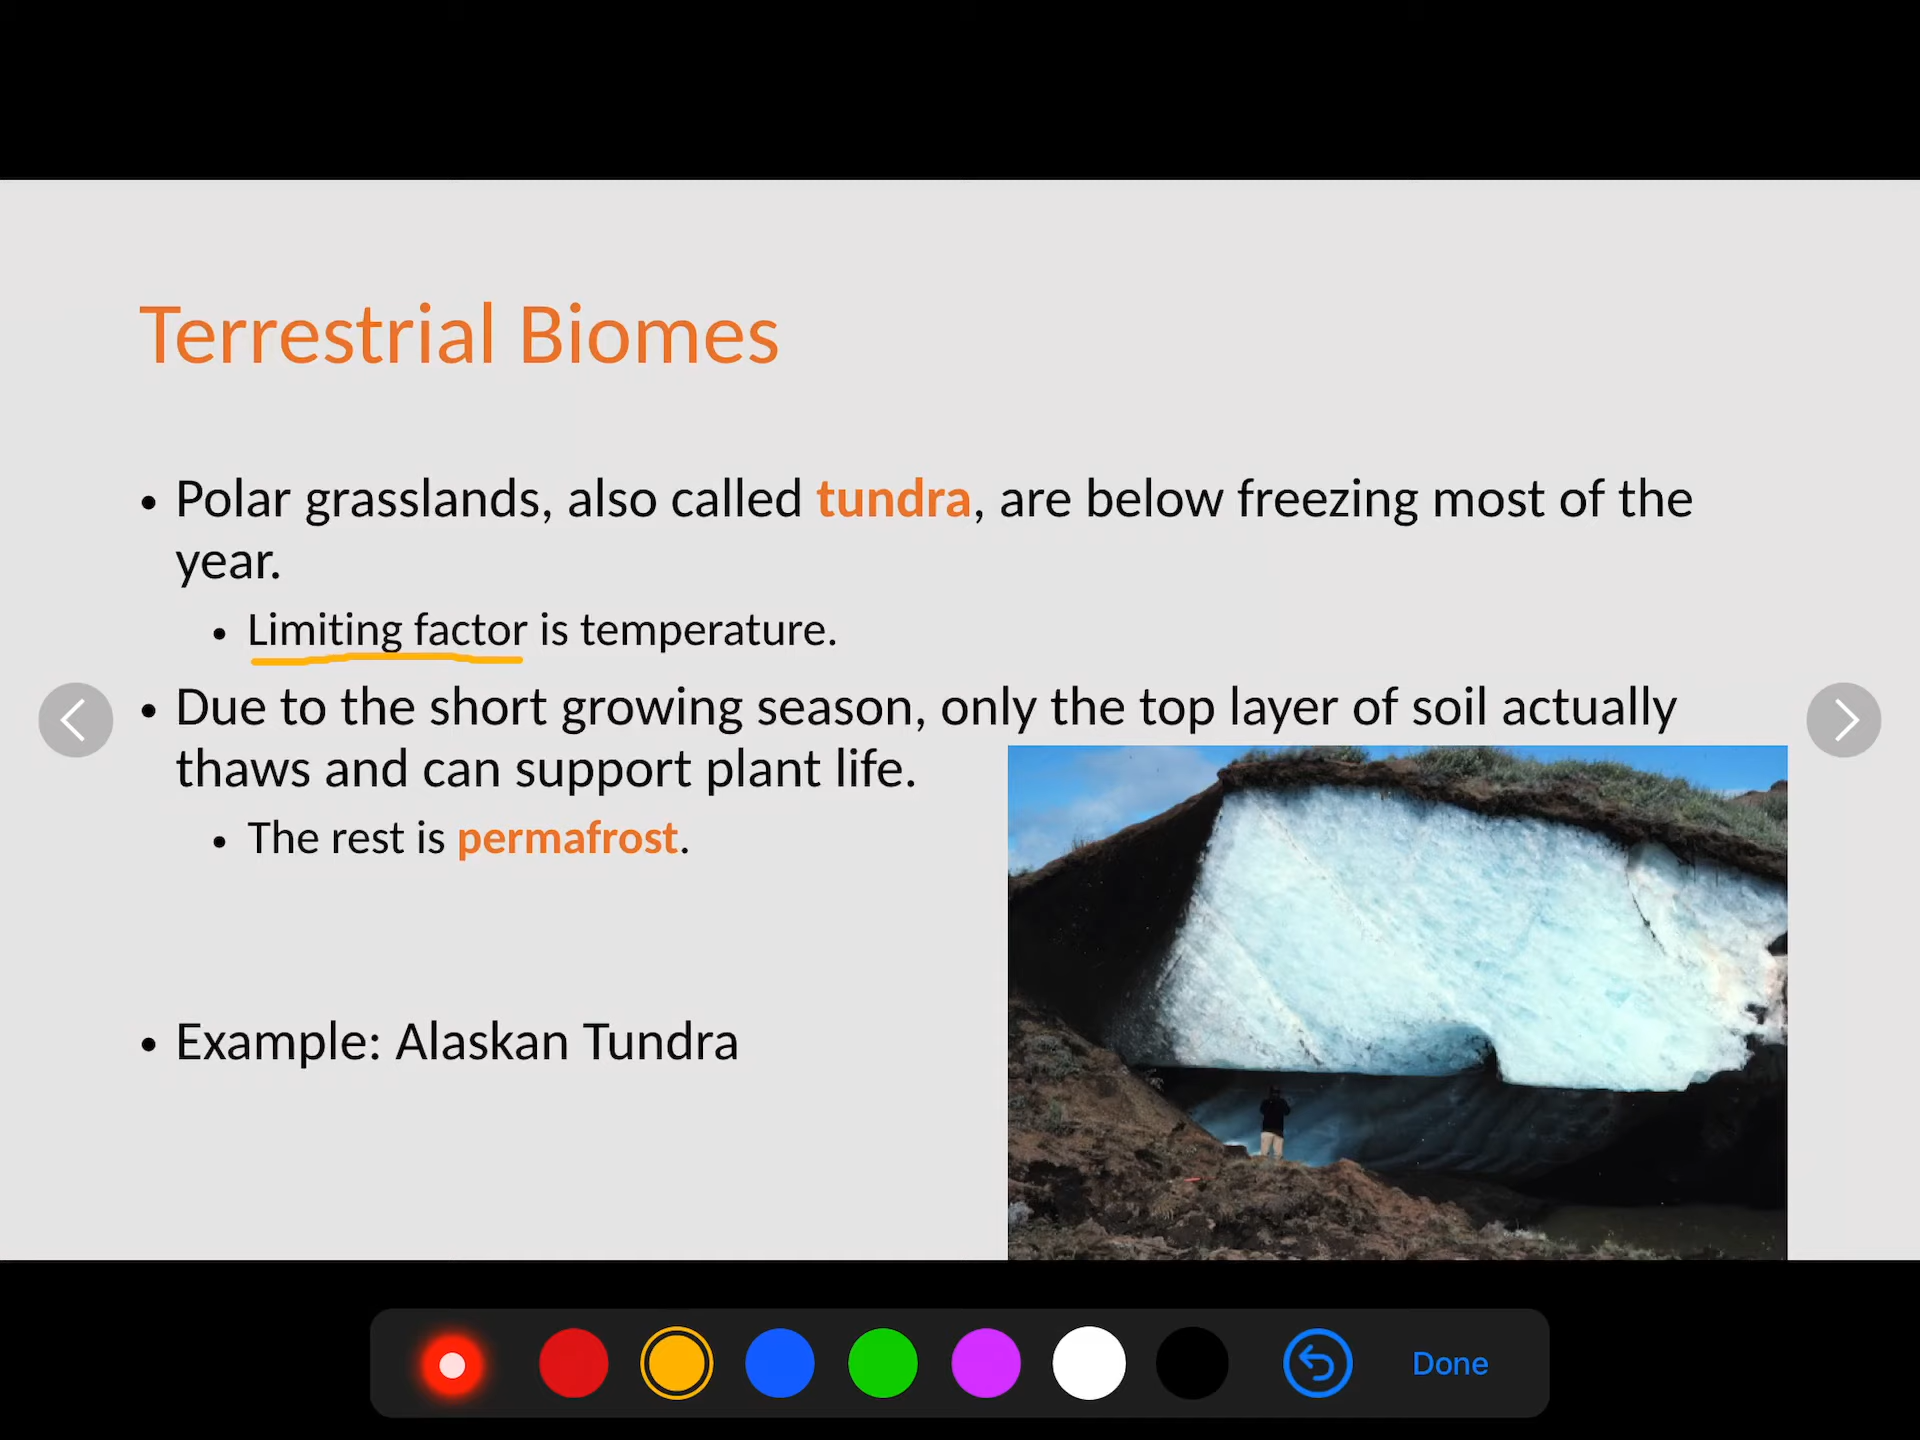 Terrestrial Biomes
• Polar grasslands, also called tundra, are below freezing most of the
year.
• Limiting factor is temperature.
• Due to the short growing season, only the top layer of soil actually
thaws and can support plant life.
• The rest is permafrost.
• Example: Alaskan Tundra
Done